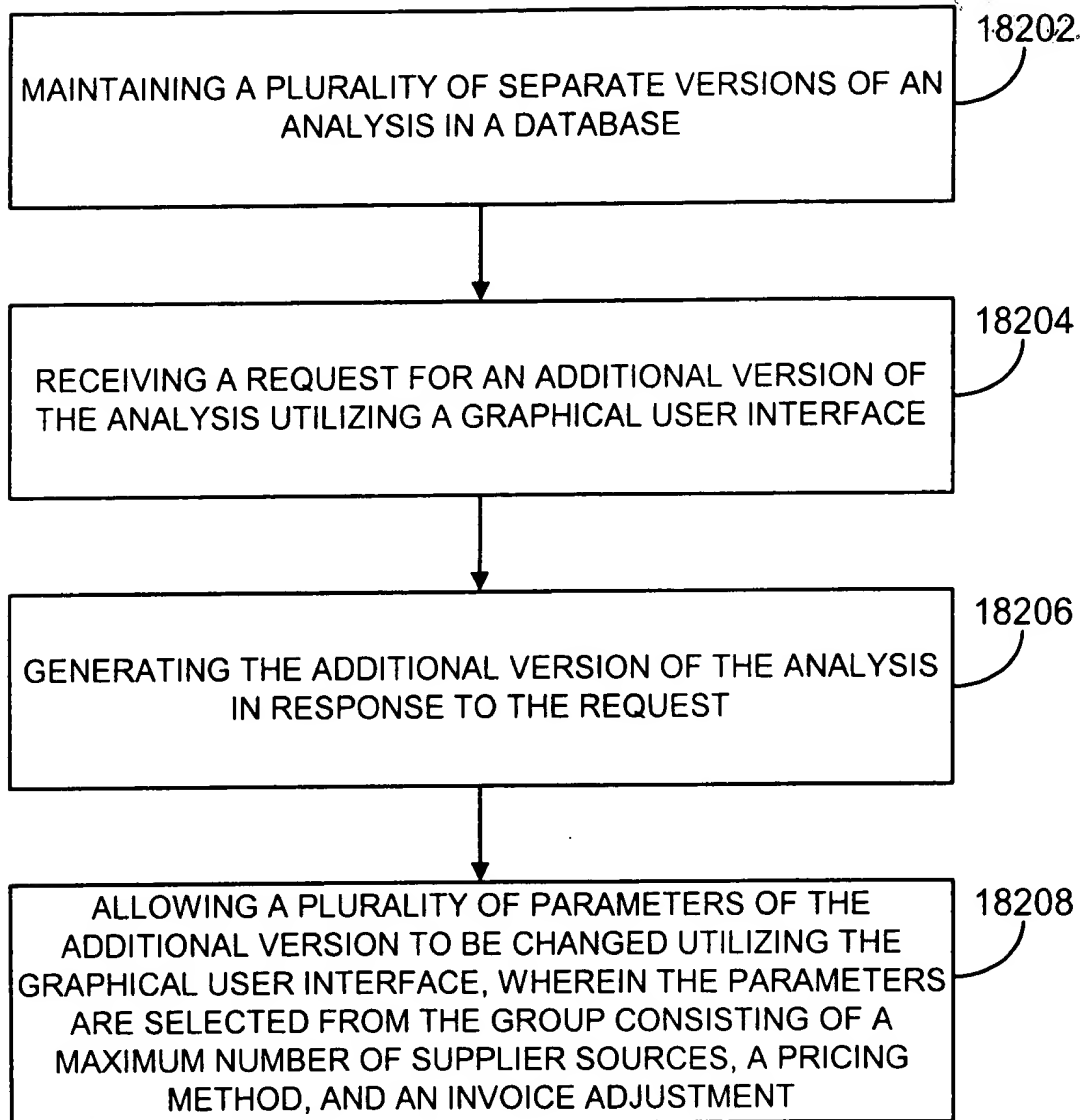 18202
MAINTAINING A PLURALITY OF SEPARATE VERSIONS OF AN
ANALYSIS IN A DATABASE
18204
RECEIVING A REQUEST FOR AN ADDITIONAL VERSION OF
THE ANALYSIS UTILIZING A GRAPHICAL USER INTERFACE
18206
GENERATING THE ADDITIONAL VERSION OF THE ANALYSIS
IN RESPONSE TO THE REQUEST
18208
ALLOWING A PLURALITY OF PARAMETERS OF THE
ADDITIONAL VERSION TO BE CHANGED UTILIZING THE
GRAPHICAL USER INTERFACE, WHEREIN THE PARAMETERS
ARE SELECTED FROM THE GROUP CONSISTING OF A
MAXIMUM NUMBER OF SUPPLIER SOURCES, A PRICING
METHOD, AND AN INVOICE ADJUSTMENT